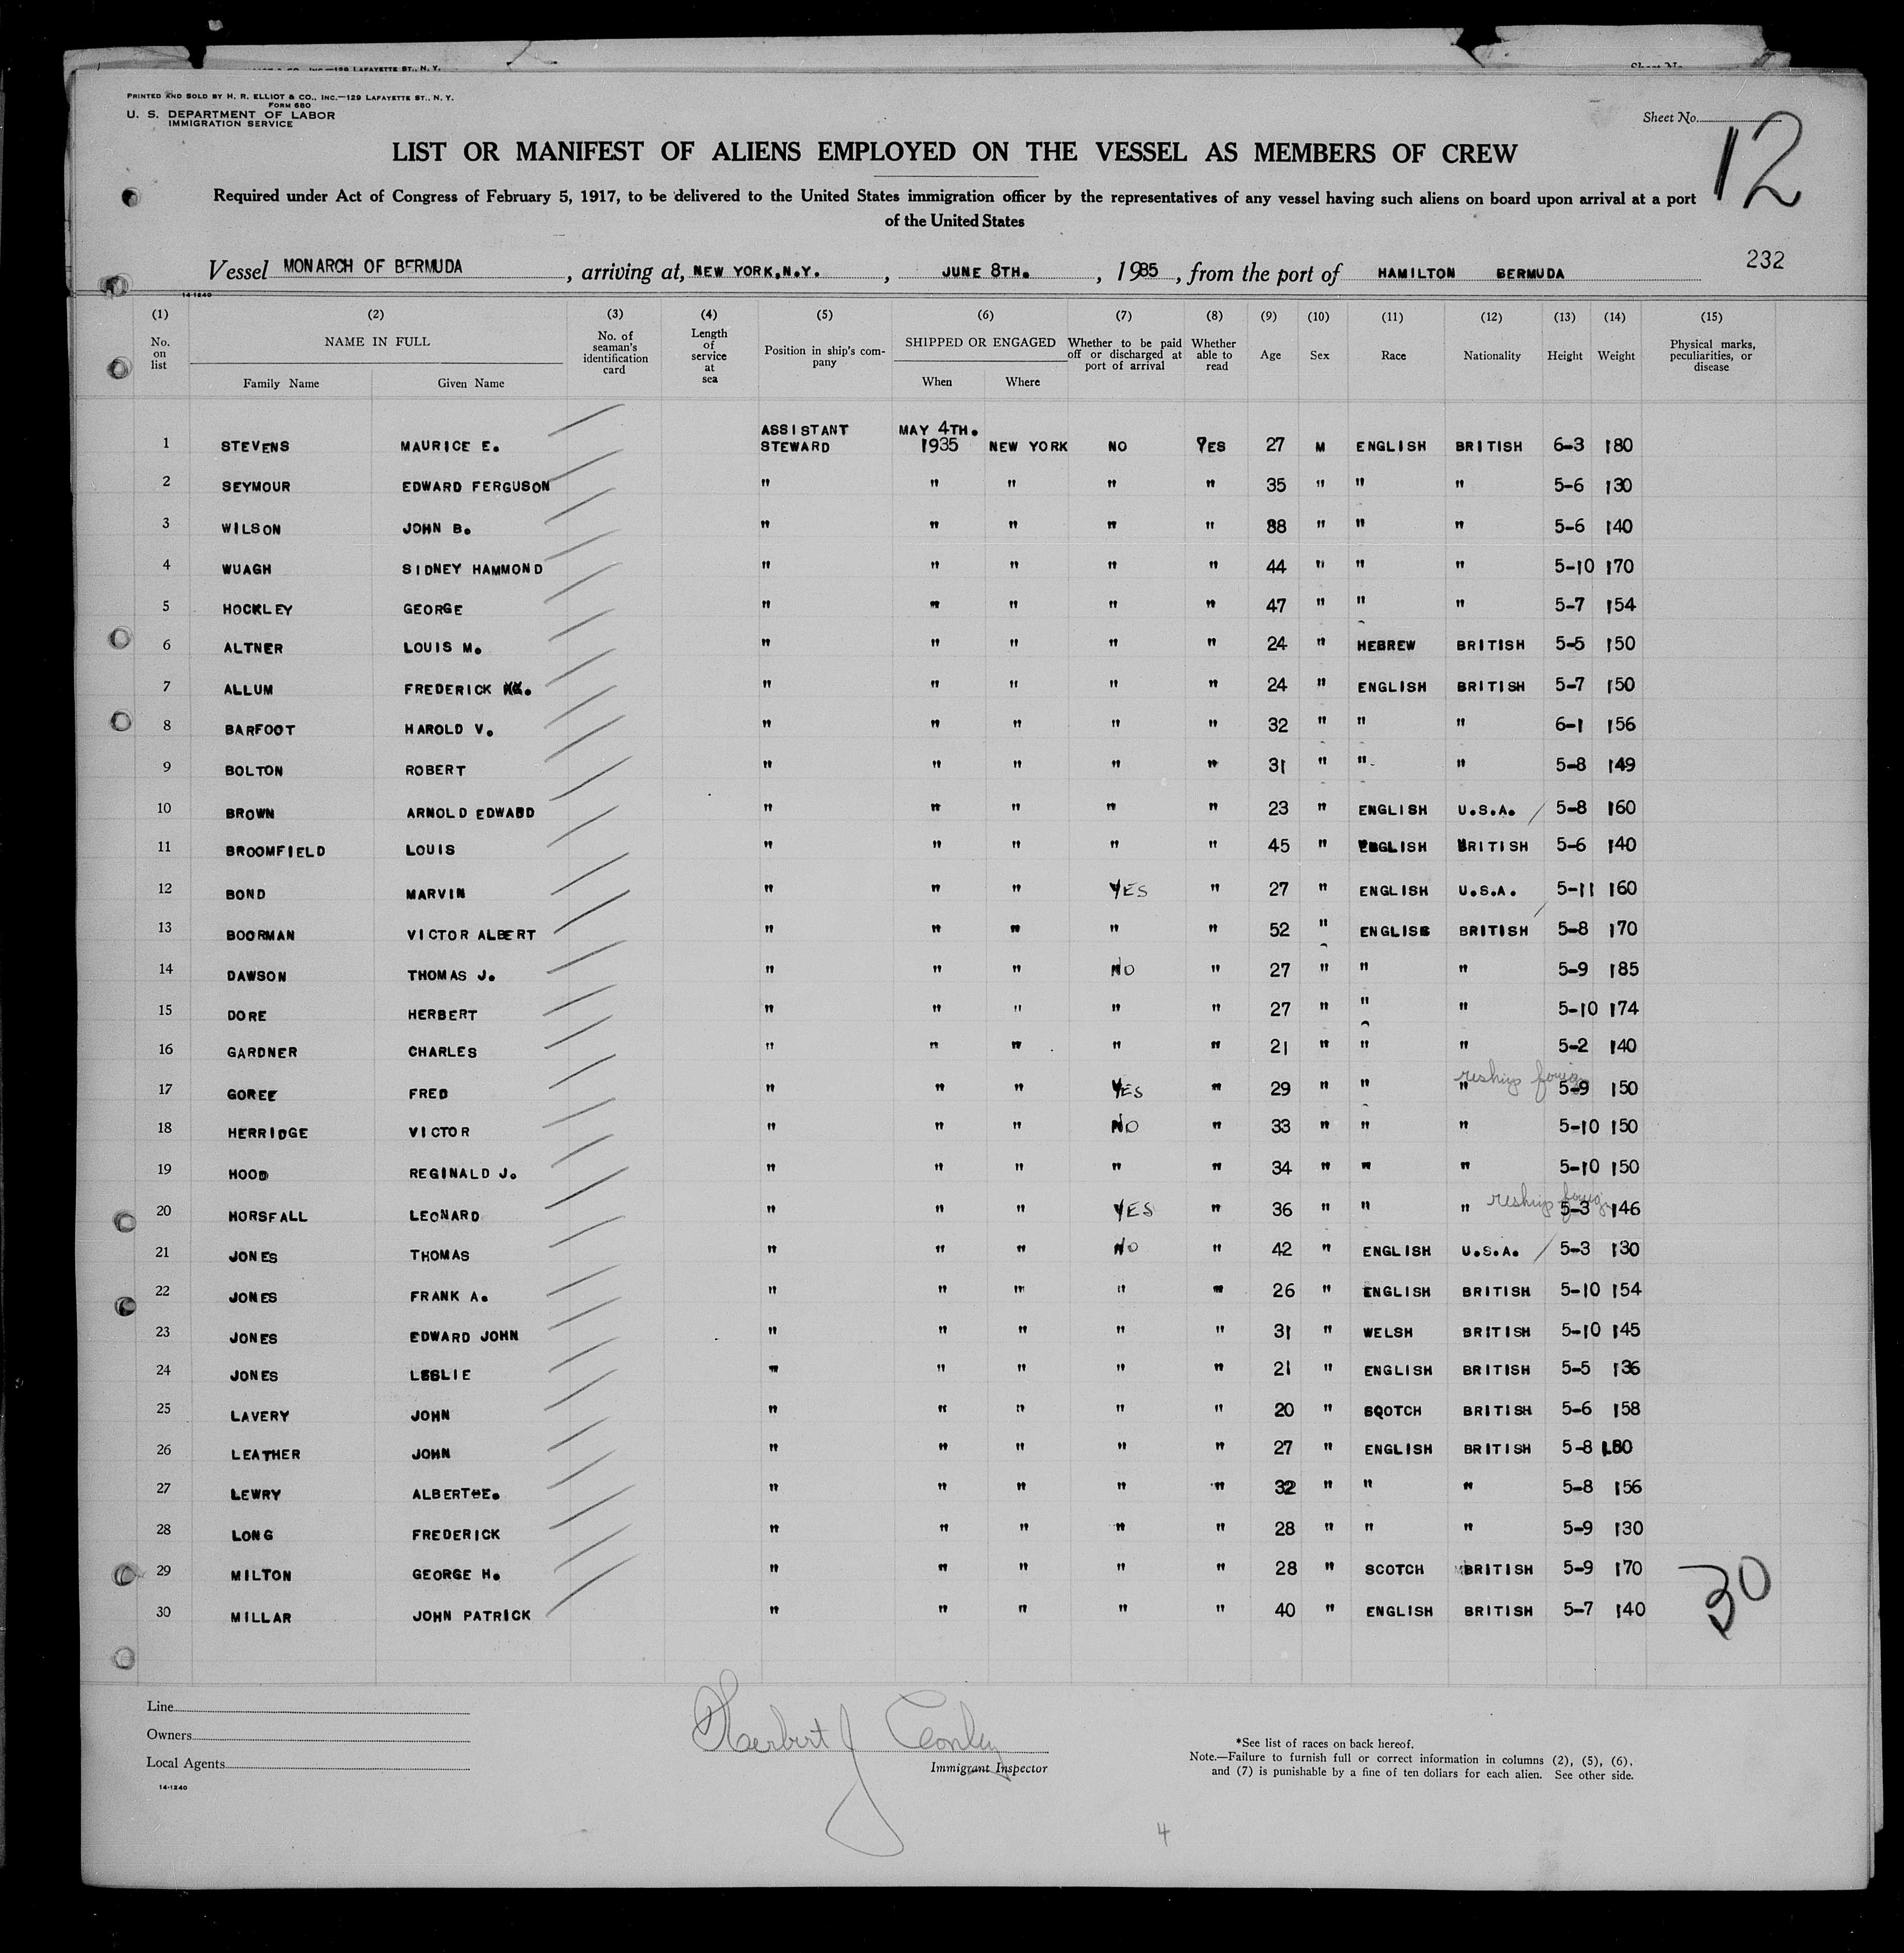 PRINTED AND SOLD BY H. R. ELLIOT & CO., INC.—129 LAFAYETTE ST., N. Y.
FORM 680
U. S. DEPARTMENT OF LABOR
IMMIGRATION SERVICE
Sheet No. 12
LIST OR MANIFEST OF ALIENS EMPLOYED ON THE VESSEL AS MEMBERS OF CREW
Required under Act of Congress of February 5, 1917, to be delivered to the United States immigration officer by the representatives of any vessel having such aliens on board upon arrival at a port
of the United States
232
Vessel MONARCH OF BERMUDA, arriving at, NEW YORK,N.Y., JUNE 8TH., 1935, from the port of HAMILTON BERMUDA
14-1240
(1) (2) (3) (4) (5) (6) (7) (8) (9) (10) (11) (12) (13) (14) (15)
No. on list NAME IN FULL Family Name Given Name No. of seaman's identification card Length of service at sea Position in ship's company SHIPPED OR ENGAGED When Where Whether to be paid off or discharged at port of arrival Whether able to read Age Sex Race Nationality Height Weight Physical marks, peculiarities, or disease
ASSISTANT MAY 4TH.
1 STEVENS MAURICE E. STEWARD 1935 NEW YORK NO YES 27 M ENGLISH BRITISH 6-3 180
2 SEYMOUR EDWARD FERGUSON " " " " " 35 " " " 5-6 130
3 WILSON JOHN B. " " " " " 38 " " " 5-6 140
4 WUAGH SIDNEY HAMMOND " " " " " 44 " " " 5-10 170
5 HOCKLEY GEORGE " " " " " 47 " " " 5-7 154
6 ALTNER LOUIS M. " " " " " 24 " HEBREW BRITISH 5-5 150
7 ALLUM FREDERICK " " " " " 24 " ENGLISH BRITISH 5-7 150
8 BARFOOT HAROLD V. " " " " " 32 " " " 6-1 156
9 BOLTON ROBERT " " " " " 31 " " " 5-8 149
10 BROWN ARNOLD EDWARD " " " " " 23 " ENGLISH U.S.A. / 5-8 160
11 BROOMFIELD LOUIS " " " " " 45 " ENGLISH BRITISH 5-6 140
12 BOND MARVIN " " " YES " 27 " ENGLISH U.S.A. 5-11 160
13 BOORMAN VICTOR ALBERT " " " " " 52 " ENGLISH BRITISH 5-8 170
14 DAWSON THOMAS J. " " " NO " 27 " " " 5-9 185
15 DORE HERBERT " " " " " 27 " " " 5-10 174
16 GARDNER CHARLES " " " " " 21 " " " 5-2 140
reship foreign
17 GOREE FRED " " " YES " 29 " " " 5-9 150
18 HERRIDGE VICTOR " " " NO " 33 " " " 5-10 150
19 HOOD REGINALD J. " " " " " 34 " " " 5-10 150
20 HORSFALL LEONARD " " " YES " 36 " " " reship foreign 5-3 146
21 JONES THOMAS " " " NO " 42 " ENGLISH U.S.A. / 5-3 130
22 JONES FRANK A. " " " " " 26 " ENGLISH BRITISH 5-10 154
23 JONES EDWARD JOHN " " " " " 31 " WELSH BRITISH 5-10 145
24 JONES LESLIE " " " " " 21 " ENGLISH BRITISH 5-5 136
25 LAVERY JOHN " " " " " 20 " SCOTCH BRITISH 5-6 158
26 LEATHER JOHN " " " " " 27 " ENGLISH BRITISH 5-8
27 LEWRY ALBERT E. " " " " " 32 " " " 5-8 156
28 LONG FREDERICK " " " " " 28 " " " 5-9 130
29 MILTON GEORGE H. " " " " " 28 " SCOTCH BRITISH 5-9 170
30 MILLAR JOHN PATRICK " " " " " 40 " ENGLISH BRITISH 5-7 140
30
Line
Owners
Local Agents
14-1240
Herbert J Conley
Immigrant Inspector
*See list of races on back hereof.
Note.—Failure to furnish full or correct information in columns (2), (5), (6),
and (7) is punishable by a fine of ten dollars for each alien. See other side.
4